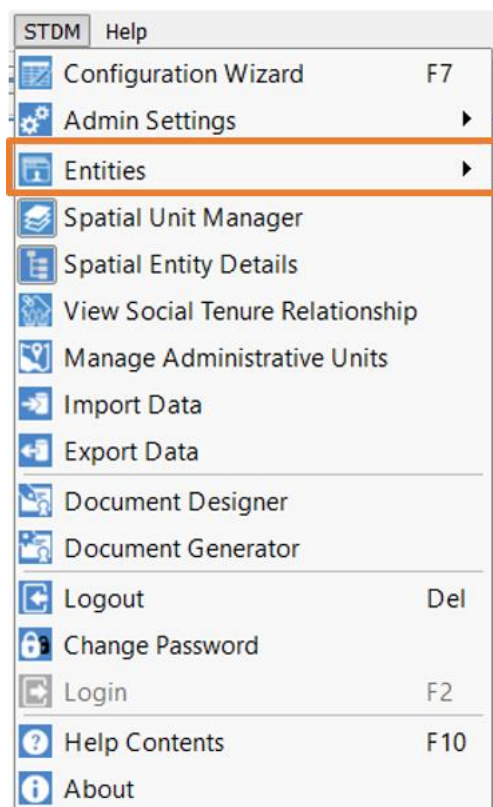 STDM Help
Configuration Wizard F7
Admin Settings
Entities
Spatial Unit Manager
Spatial Entity Details
View Social Tenure Relationship
Manage Administrative Units
Import Data
Export Data
Document Designer
Document Generator
Logout Del
Change Password
Login F2
Help Contents F10
About